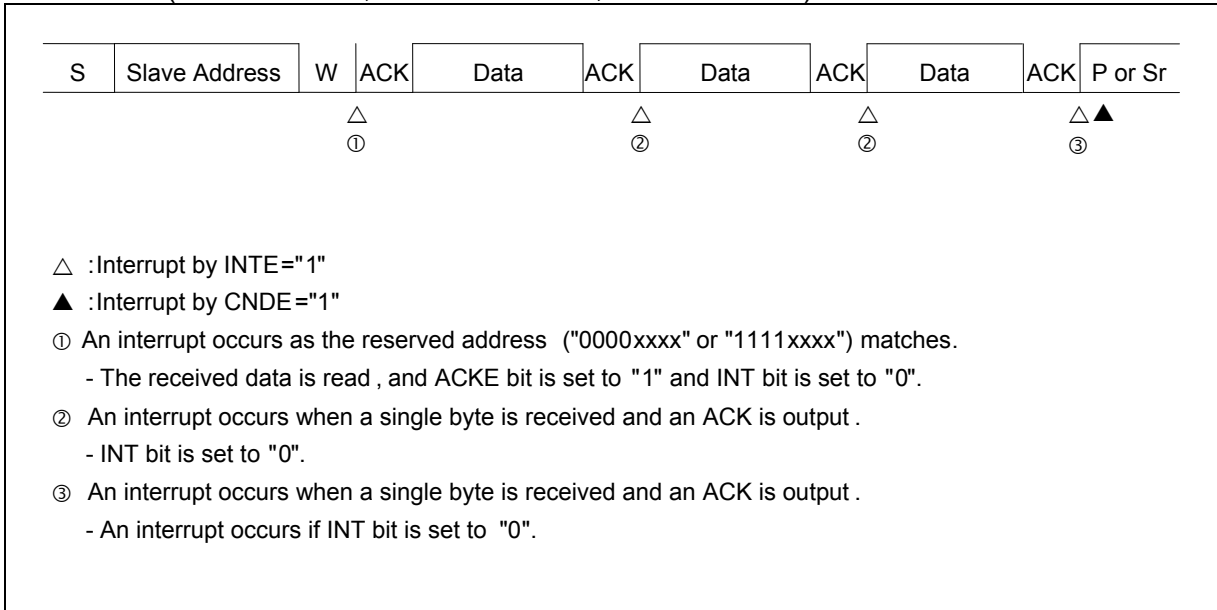 S Slave Address W ACK Data ACK Data ACK Data ACK P or Sr
△ △ △ △▲
① ② ② ③
△ :Interrupt by INTE="1"
▲ :Interrupt by CNDE="1"
① An interrupt occurs as the reserved address ("0000xxxx" or "1111xxxx") matches.
- The received data is read , and ACKE bit is set to "1" and INT bit is set to "0".
② An interrupt occurs when a single byte is received and an ACK is output .
- INT bit is set to "0".
③ An interrupt occurs when a single byte is received and an ACK is output .
- An interrupt occurs if INT bit is set to "0".